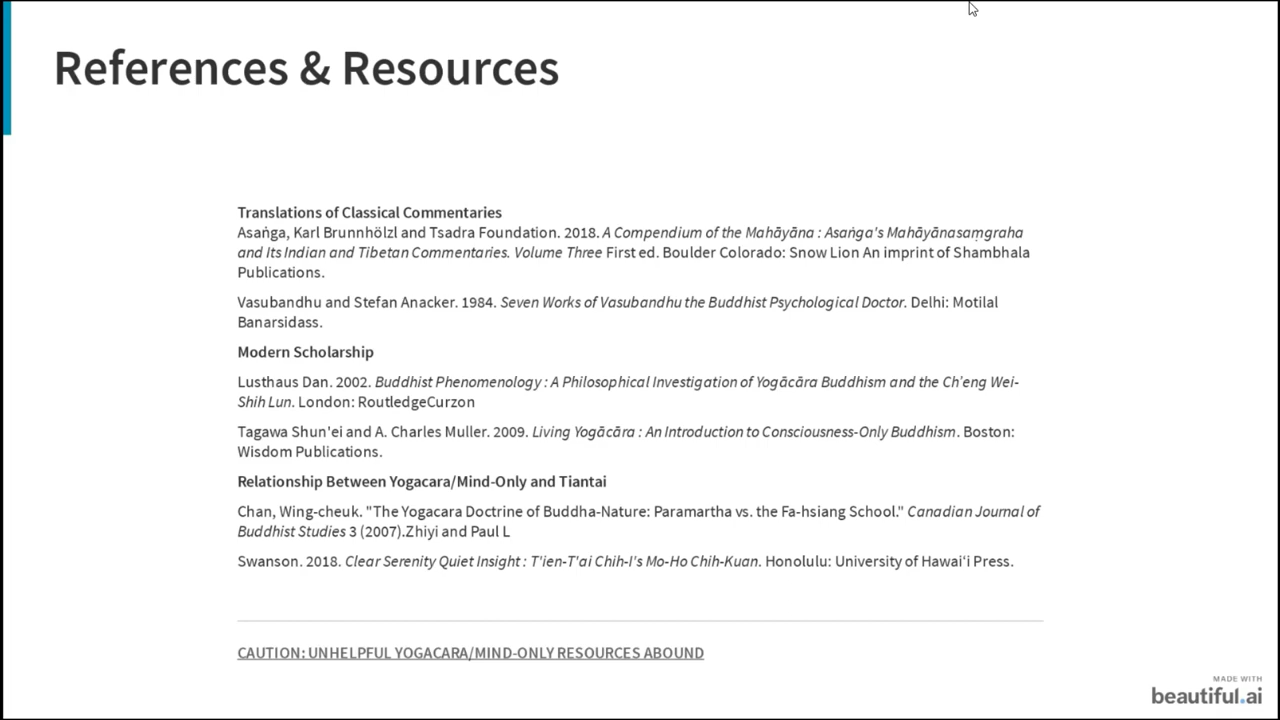 References & Resources
Translations of Classical Commentaries
Asaṅga, Karl Brunnhölzl and Tsadra Foundation. 2018. A Compendium of the Mahāyāna : Asaṅga's Mahāyānasaṃgraha
and Its Indian and Tibetan Commentaries. Volume Three First ed. Boulder Colorado: Snow Lion An imprint of Shambhala
Publications.
Vasubandhu and Stefan Anacker. 1984. Seven Works of Vasubandhu the Buddhist Psychological Doctor. Delhi: Motilal
Banarsidass.
Modern Scholarship
Lusthaus Dan. 2002. Buddhist Phenomenology : A Philosophical Investigation of Yogācāra Buddhism and the Ch'eng Wei-
Shih Lun. London: RoutledgeCurzon
Tagawa Shun'ei and A. Charles Muller. 2009. Living Yogācāra : An Introduction to Consciousness-Only Buddhism. Boston:
Wisdom Publications.
Relationship Between Yogacara/Mind-Only and Tiantai
Chan, Wing-cheuk. "The Yogacara Doctrine of Buddha-Nature: Paramartha vs. the Fa-hsiang School." Canadian Journal of
Buddhist Studies 3 (2007).Zhiyi and Paul L
Swanson. 2018. Clear Serenity Quiet Insight : T'ien-T'ai Chih-I's Mo-Ho Chih-Kuan. Honolulu: University of Hawaiʻi Press.
CAUTION: UNHELPFUL YOGACARA/MIND-ONLY RESOURCES ABOUND
MADE WITH
beautiful.ai